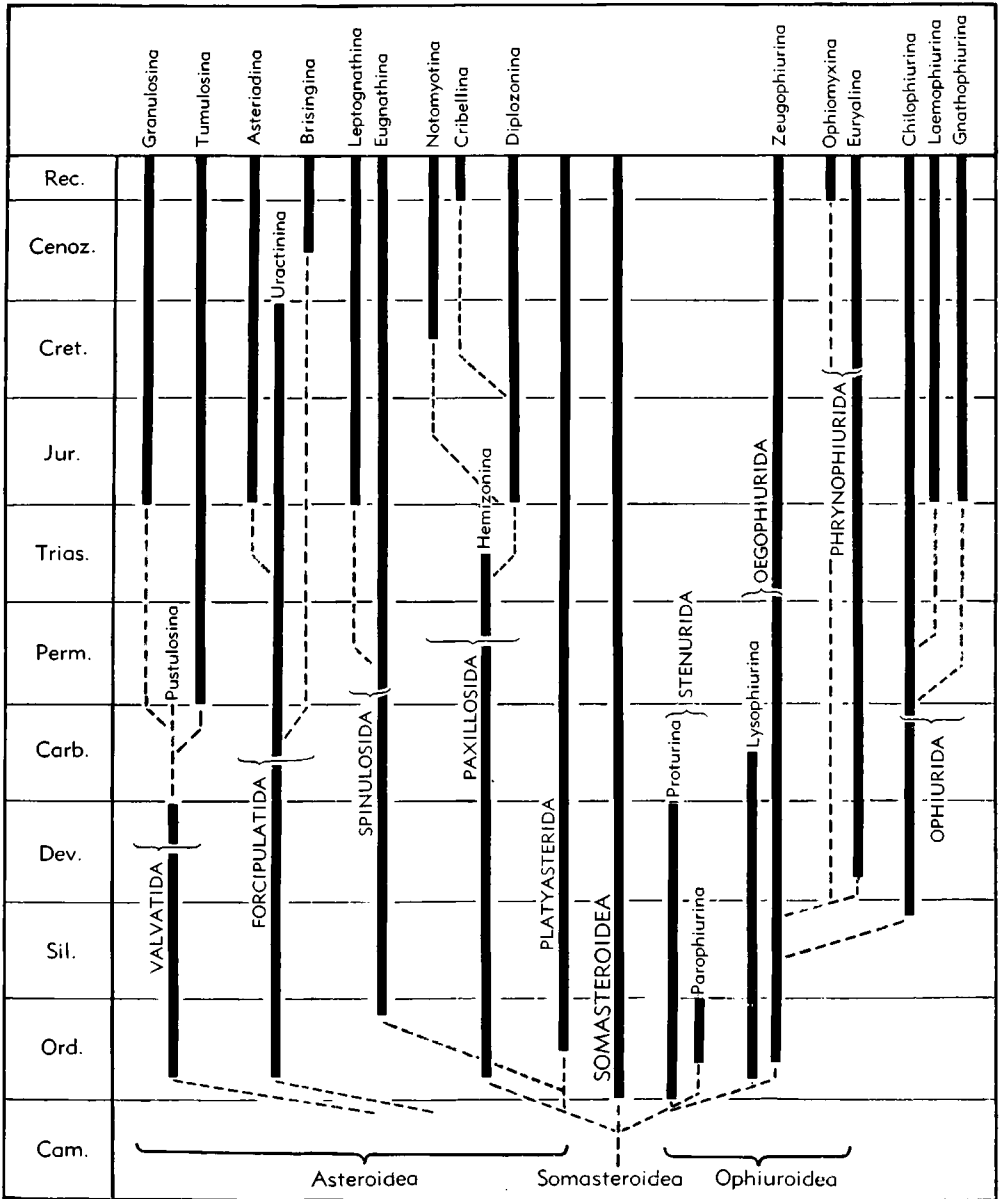 Granulosina
Tumulosina
Asteriadina
Brisingina
Leptognathina
Eugnathina
Notomyotina
Cribellina
Diplozonina
Zeugophiurina
Ophiomyxina
Euryalina
Chilophiurina
Laemophiurina
Gnathophiurina
Rec.
Cenoz.
Uractinina
Cret.
Jur.
Hemizonina
OEGOPHIURIDA
PHRYNOPHIURIDA
Trias.
Perm.
Pustulosina
STENURIDA
Carb.
SPINULOSIDA
PAXILLOSIDA
Proturina
Lysophiurina
OPHIURIDA
Dev.
VALVATIDA
FORCIPULATIDA
PLATYASTERIDA
Sil.
SOMASTEROIDEA
Parophiurina
Ord.
Cam.
Asteroidea
Somasteroidea
Ophiuroidea